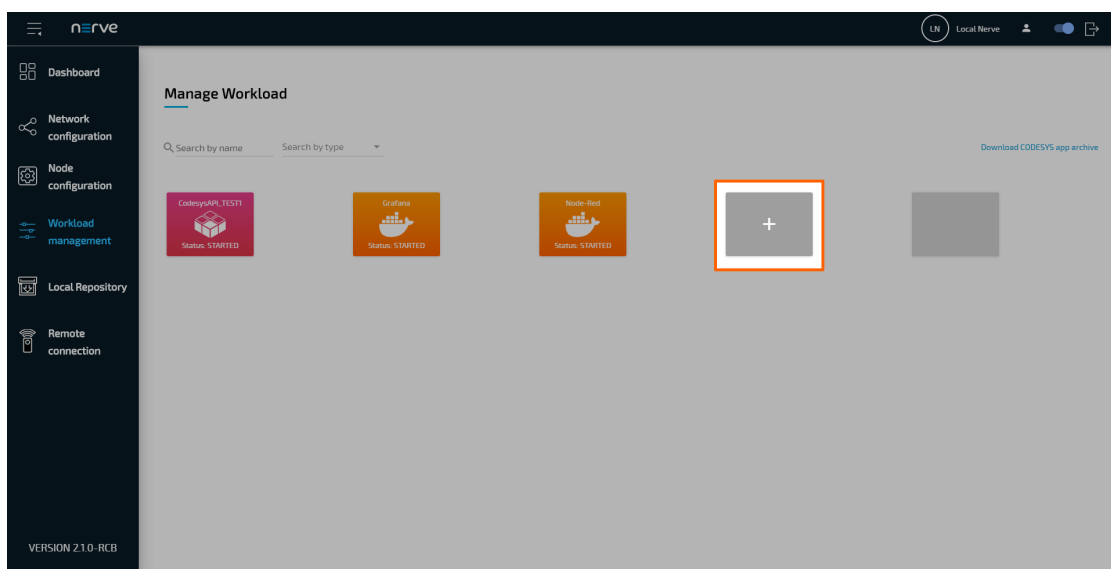 nerve
LN
Local Nerve
Dashboard
Network
configuration
Node
configuration
Workload
management
Local Repository
Remote
connection
VERSION 2.1.0-RCB
Manage Workload
Search by name
Search by type
Download CODESYS app archive
CodesysAPI_TEST1
Status: STARTED
Grafana
Status: STARTED
Node-Red
Status: STARTED
+